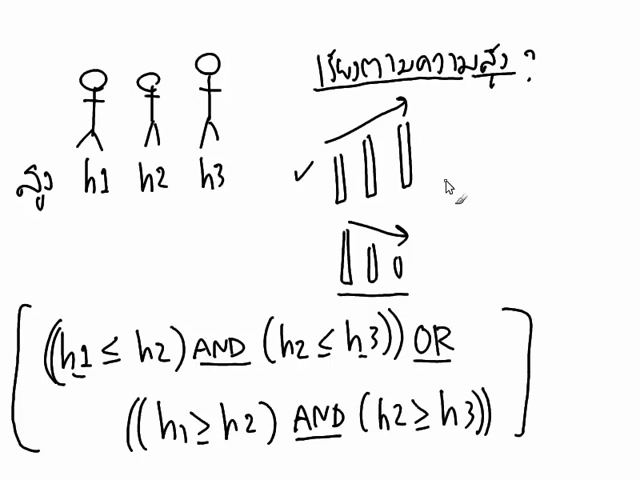 เรียงตามความสูง ?
สูง h1 h2 h3
((h1 ≤ h2) AND (h2 ≤ h3)) OR
((h1 ≥ h2) AND (h2 ≥ h3))